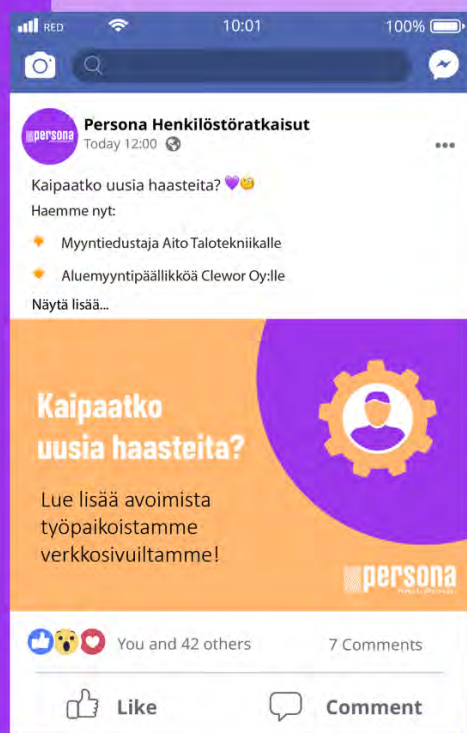 RED 10:01 100%
persona
Persona Henkilöstöratkaisut
Today 12:00
Kaipaatko uusia haasteita? 💜🧐
Haemme nyt:
Myyntiedustaja Aito Talotekniikalle
Aluemyyntipäällikköä Clewor Oy:lle
Näytä lisää...
Kaipaatko
uusia haasteita?
Lue lisää avoimista
työpaikoistamme
verkkosivuiltamme!
persona
You and 42 others 7 Comments
Like Comment